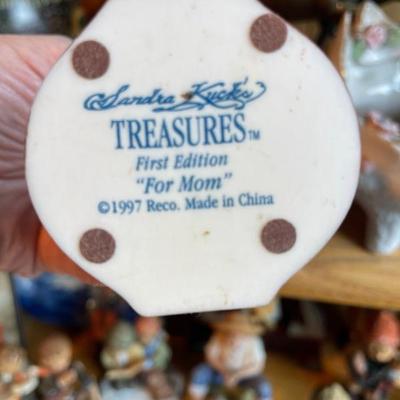 Sandra Kuck's
TREASURES™
First Edition
"For Mom"
©1997 Reco. Made in China